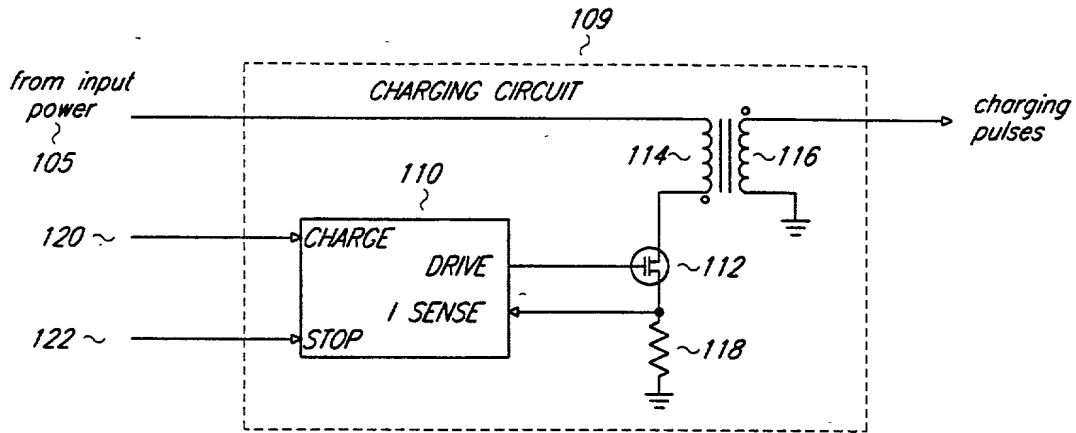 109
from input
power
105
CHARGING CIRCUIT
charging
pulses
114
116
110
120
CHARGE
DRIVE
112
I SENSE
122
STOP
118